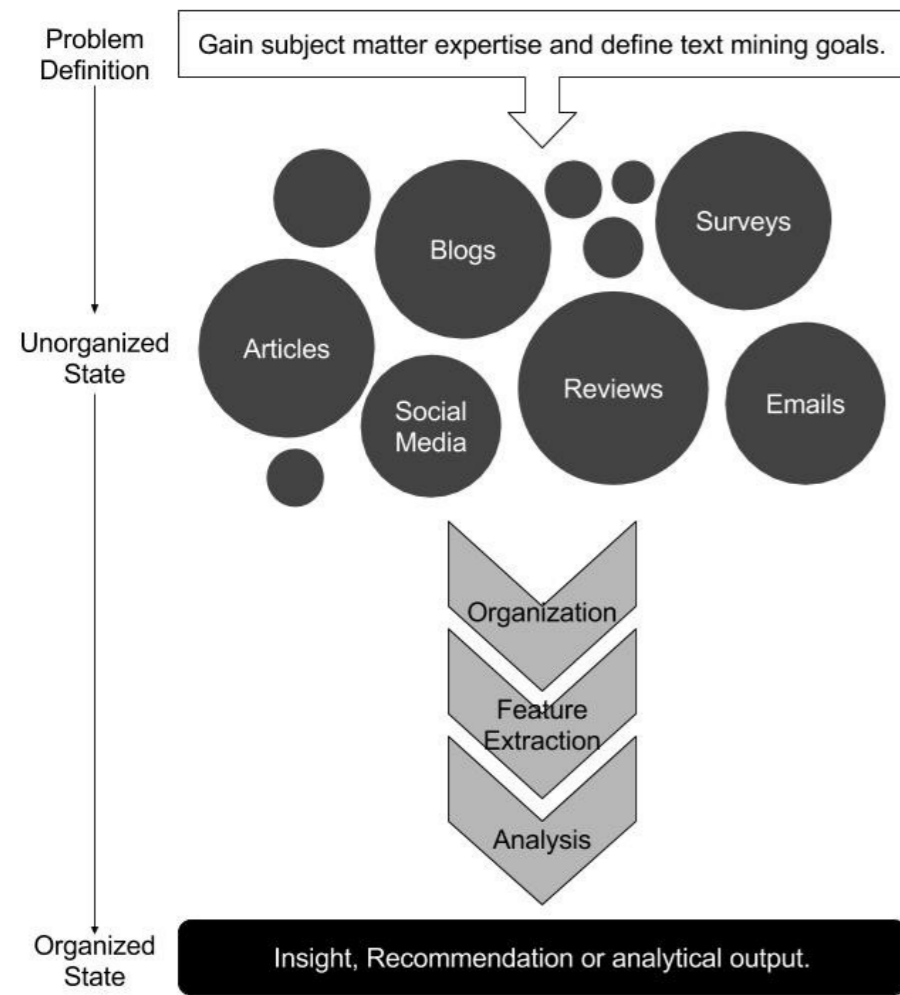 Problem
Definition
Gain subject matter expertise and define text mining goals.
Blogs
Surveys
Unorganized
State
Articles
Social
Media
Reviews
Emails
Organization
Feature
Extraction
Analysis
Organized
State
Insight, Recommendation or analytical output.